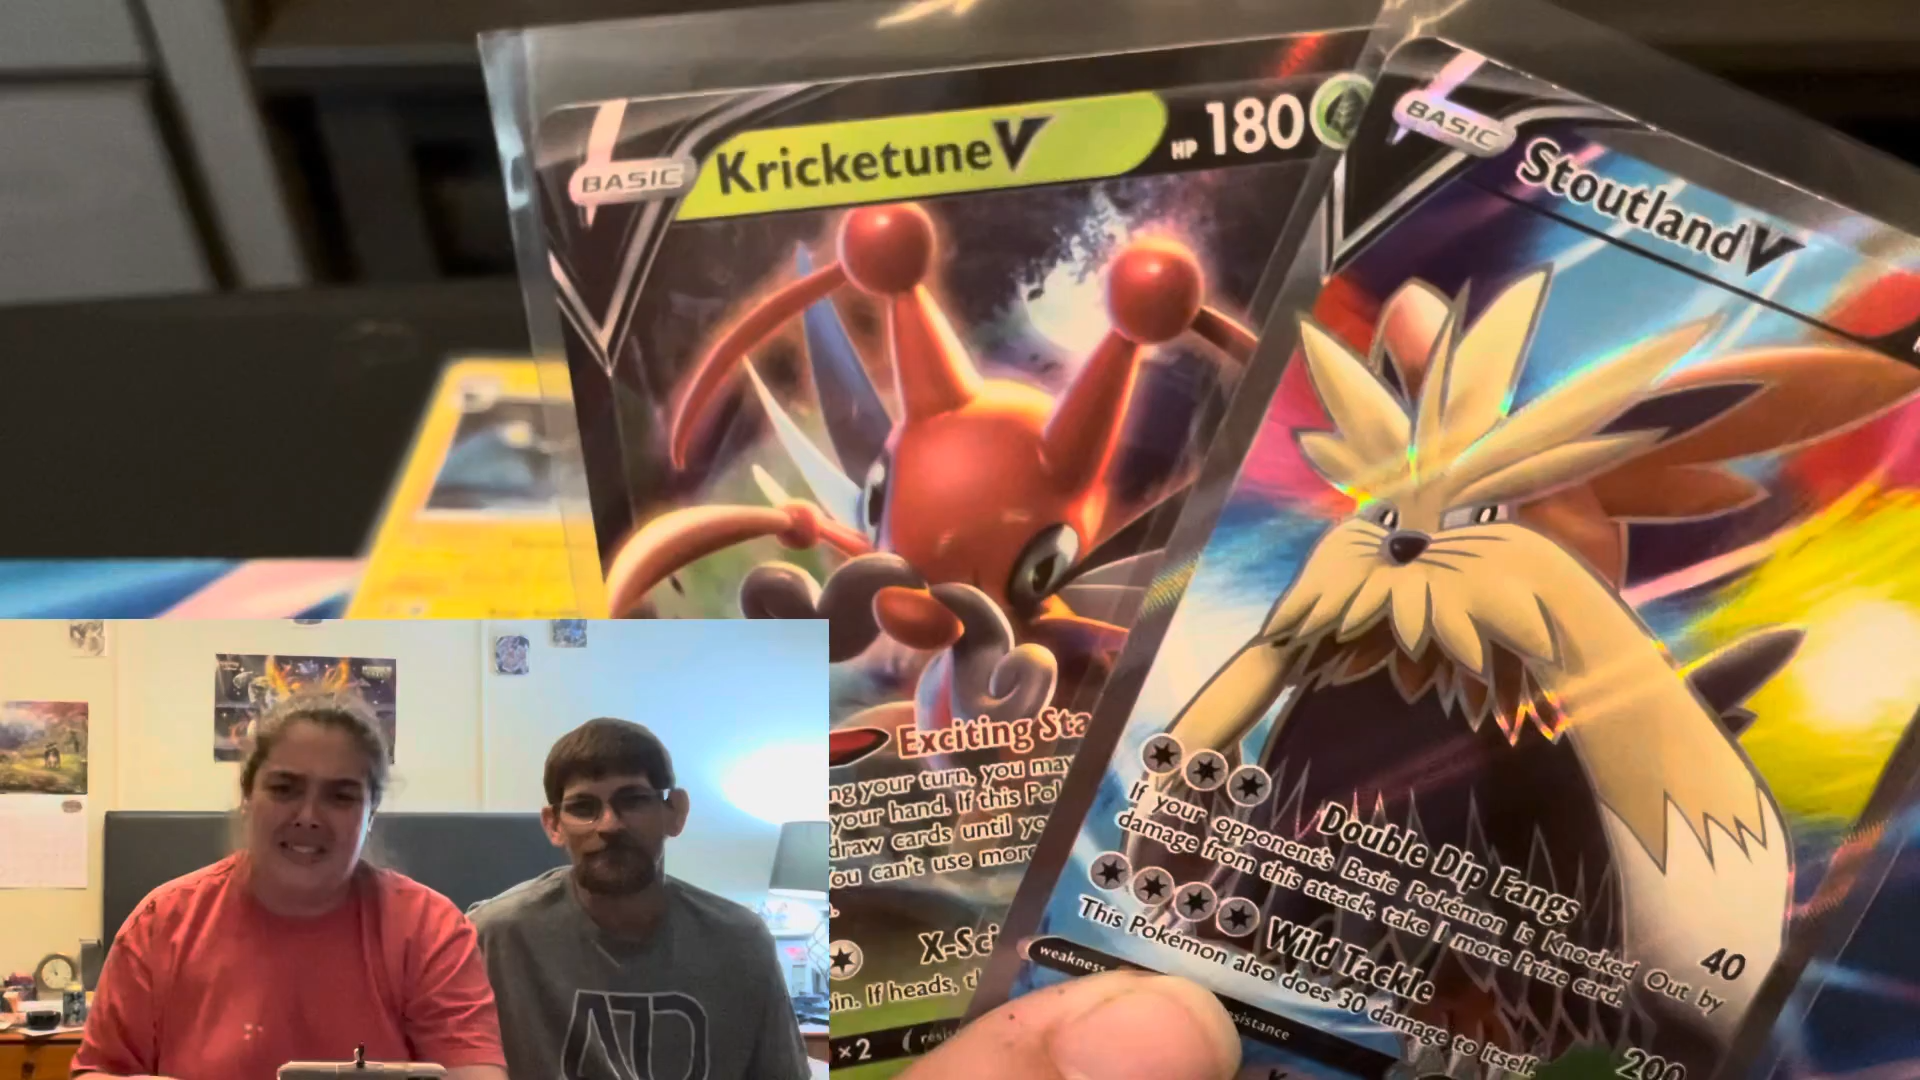 BASIC
Kricketune V
HP 180
Exciting Sta
ng your turn, you may
your hand. If this Pok
draw cards until yo
You can't use more
X-Sci
in. If heads, t
×2
BASIC
Stoutland V
Double Dip Fangs
40
If your opponent's Basic Pokémon is Knocked Out by
damage from this attack, take 1 more Prize card.
Wild Tackle
200
This Pokémon also does 30 damage to itself.
weakness
sistance